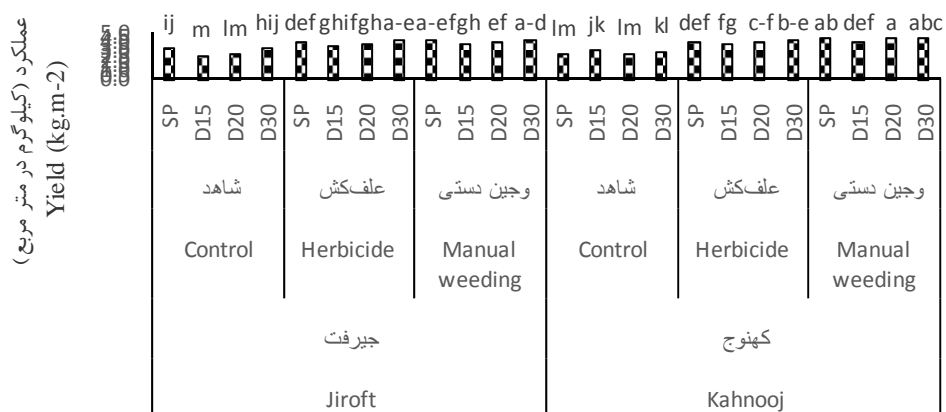 عملکرد (کیلوگرم در متر مربع)
Yield (kg.m-2)
5.0
0.0
ij m lm hij def ghi fgh a-e a-e fgh ef a-d lm jk lm kl def fg c-f b-e ab def a abc
SP D15 D20 D30 SP D15 D20 D30 SP D15 D20 D30 SP D15 D20 D30 SP D15 D20 D30 SP D15 D20 D30
شاهد علف‌کش وجین دستی شاهد علف‌کش وجین دستی
Control Herbicide Manual weeding Control Herbicide Manual weeding
جیرفت کهنوج
Jiroft Kahnooj